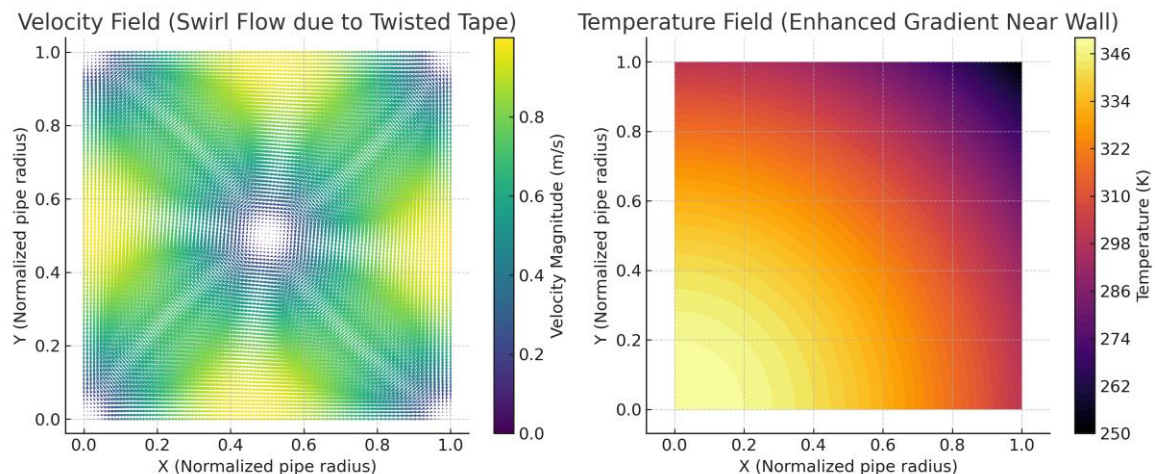 Velocity Field (Swirl Flow due to Twisted Tape)
1.0
0.8
0.6
0.4
0.2
0.0
Y (Normalized pipe radius)
0.0 0.2 0.4 0.6 0.8 1.0
X (Normalized pipe radius)
0.8
0.6
0.4
0.2
0.0
Velocity Magnitude (m/s)
Temperature Field (Enhanced Gradient Near Wall)
1.0
0.8
0.6
0.4
0.2
0.0
Y (Normalized pipe radius)
0.0 0.2 0.4 0.6 0.8 1.0
X (Normalized pipe radius)
346
334
322
310
298
286
274
262
250
Temperature (K)